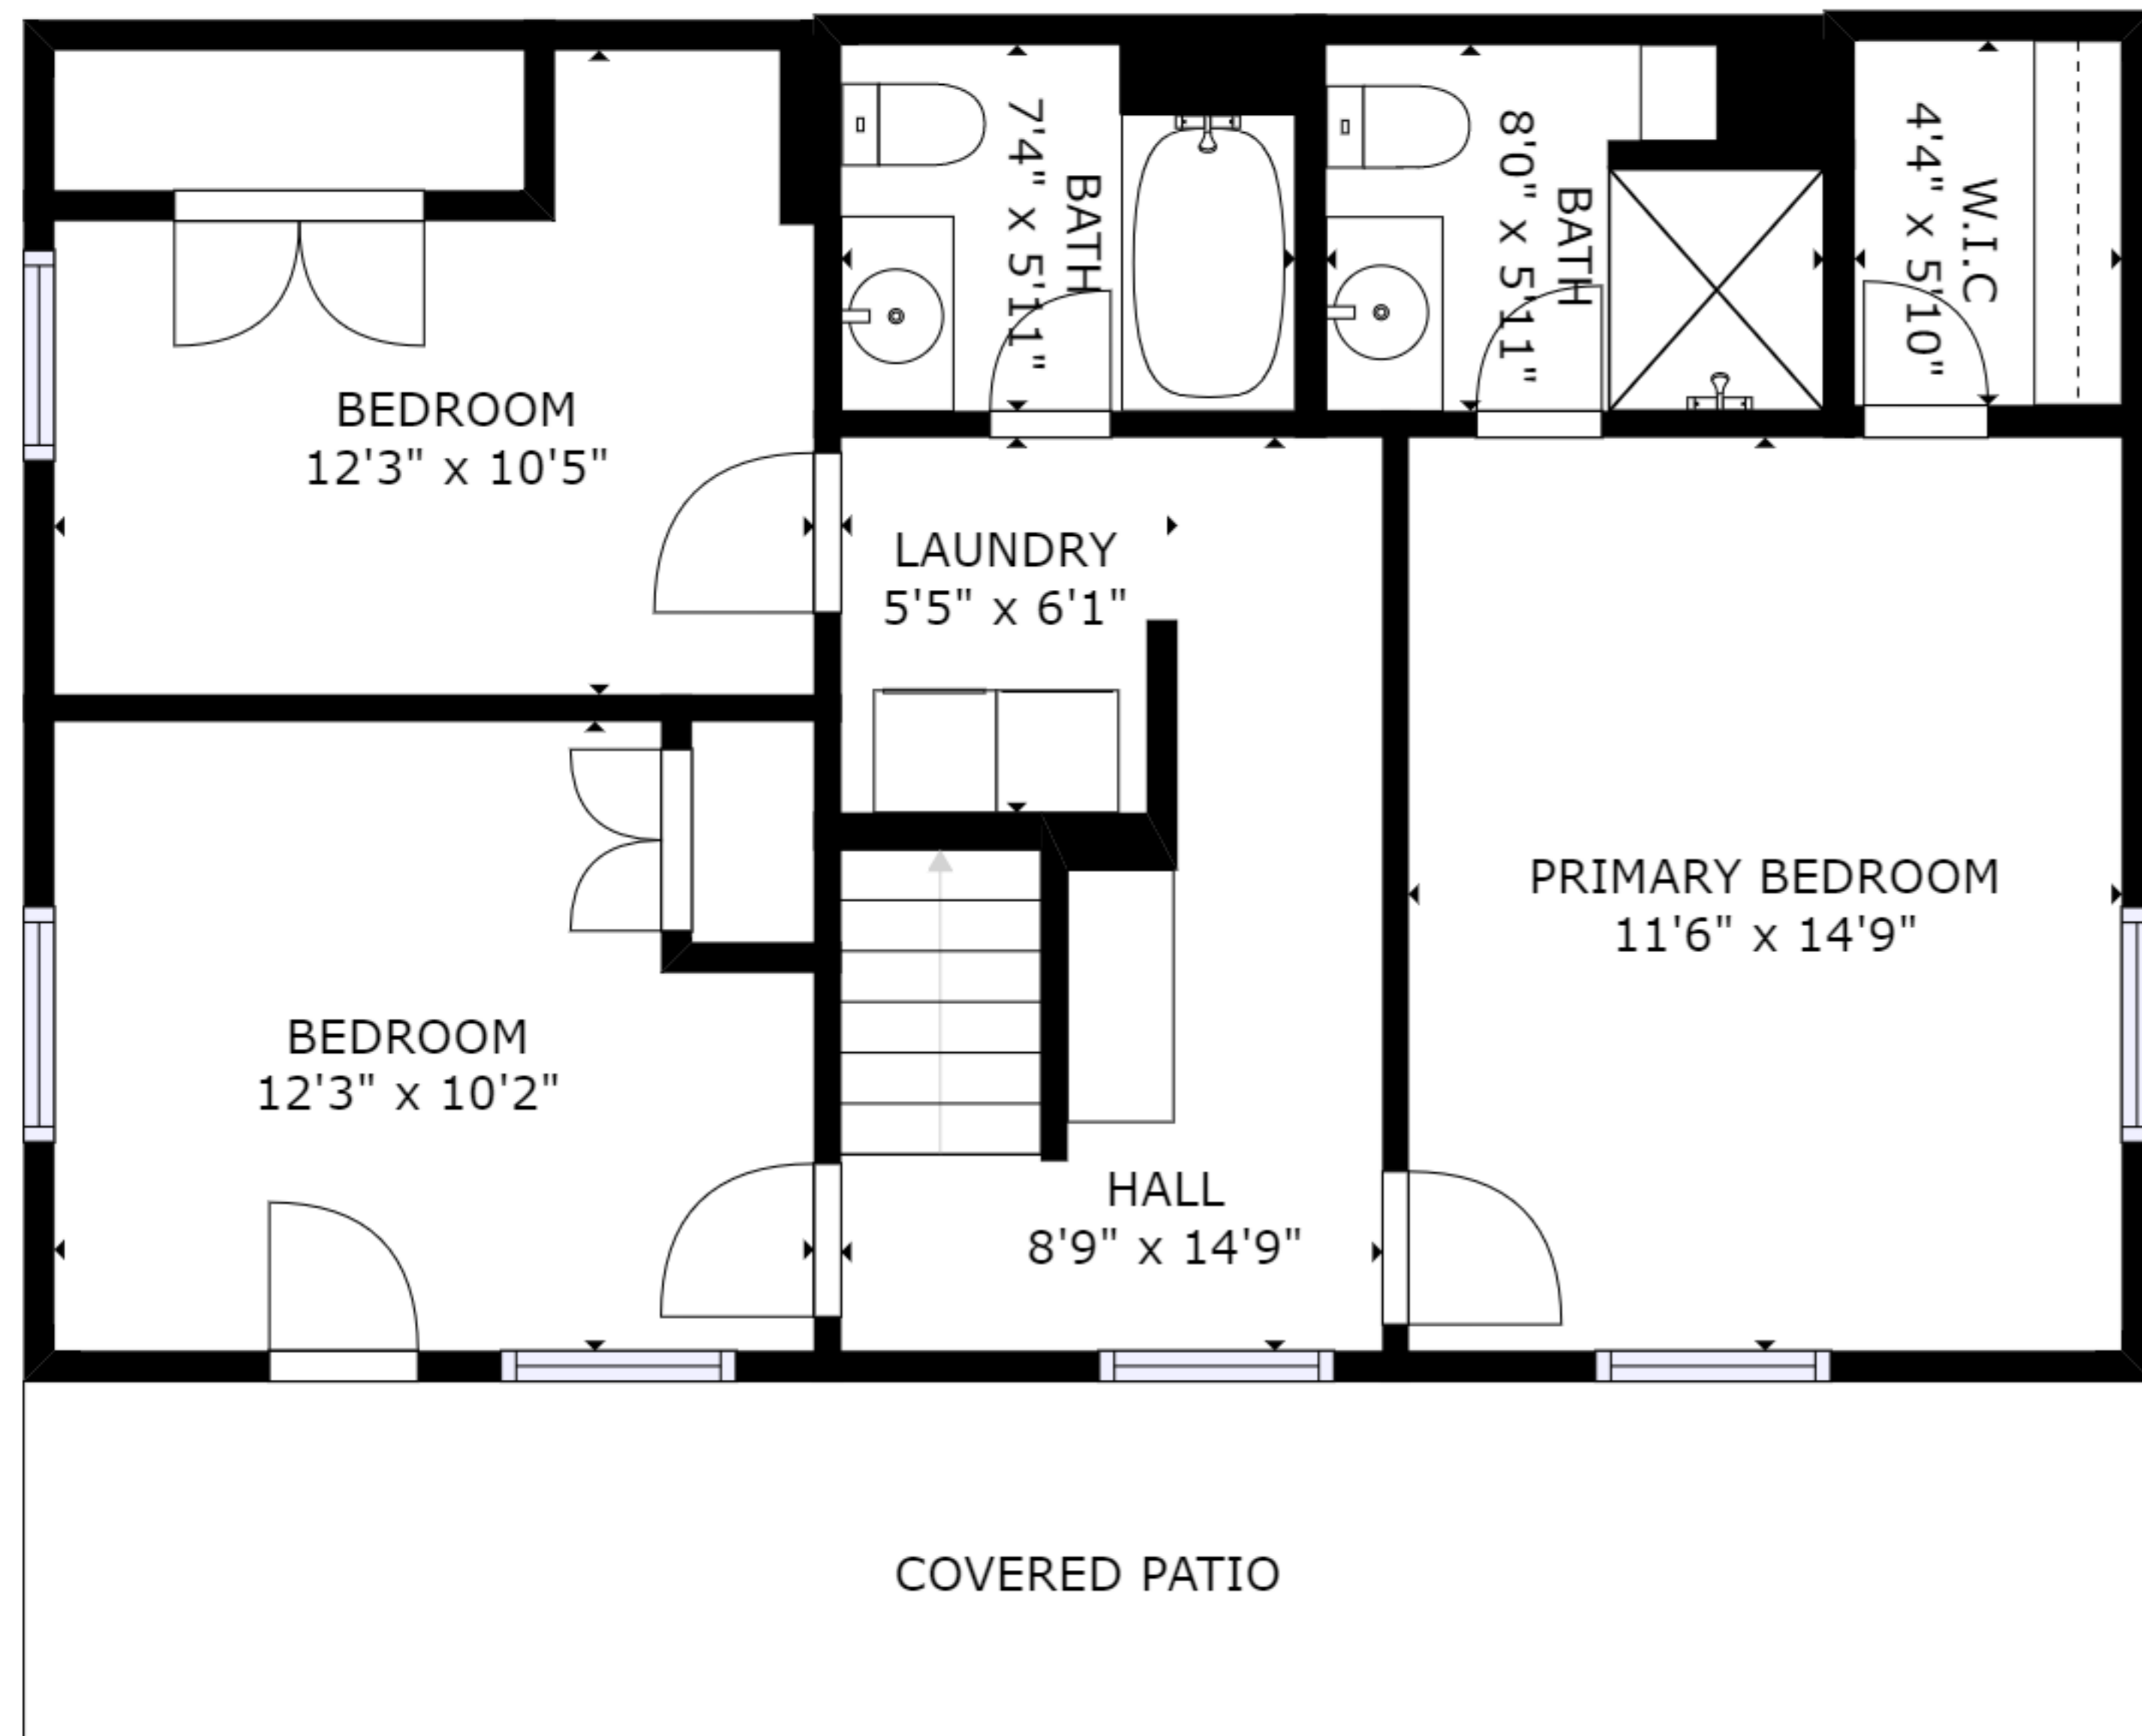 BATH
7'4" x 5'11"
BATH
8'0" x 5'11"
W.I.C
4'4" x 5'10"
BEDROOM
12'3" x 10'5"
LAUNDRY
5'5" x 6'1"
PRIMARY BEDROOM
11'6" x 14'9"
BEDROOM
12'3" x 10'2"
HALL
8'9" x 14'9"
COVERED PATIO